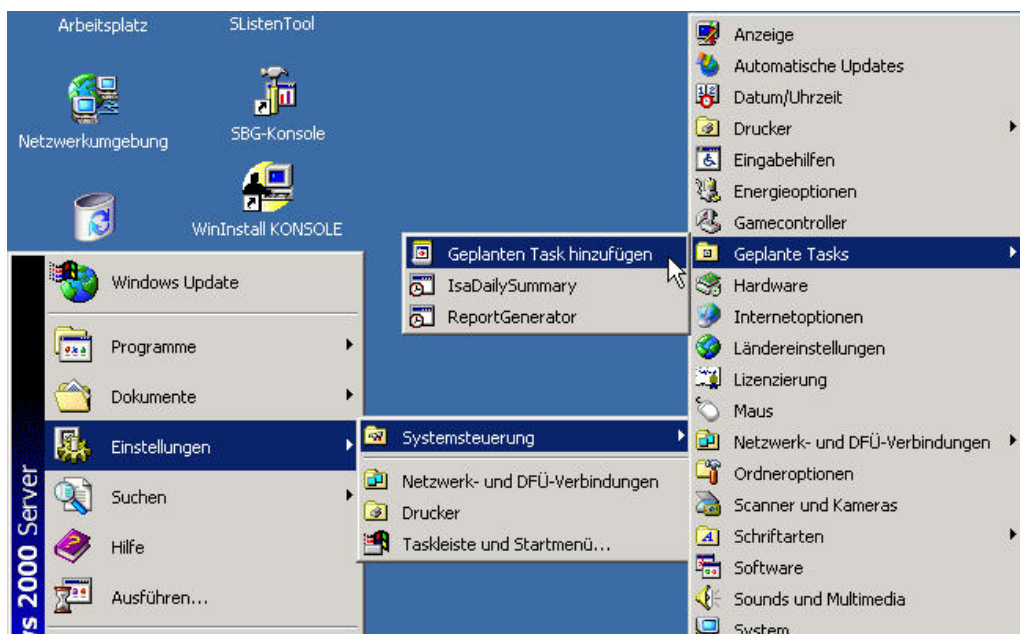 Arbeitsplatz
SListenTool
Netzwerkumgebung
SBG-Konsole
WinInstall KONSOLE
Windows Update
Programme
Dokumente
Einstellungen
Suchen
Hilfe
Ausführen...
2000 Server
Systemsteuerung
Netzwerk- und DFÜ-Verbindungen
Drucker
Taskleiste und Startmenü...
Geplanten Task hinzufügen
IsaDailySummary
ReportGenerator
Anzeige
Automatische Updates
Datum/Uhrzeit
Drucker
Eingabehilfen
Energieoptionen
Gamecontroller
Geplante Tasks
Hardware
Internetoptionen
Ländereinstellungen
Lizenzierung
Maus
Netzwerk- und DFÜ-Verbindungen
Ordneroptionen
Scanner und Kameras
Schriftarten
Software
Sounds und Multimedia
System